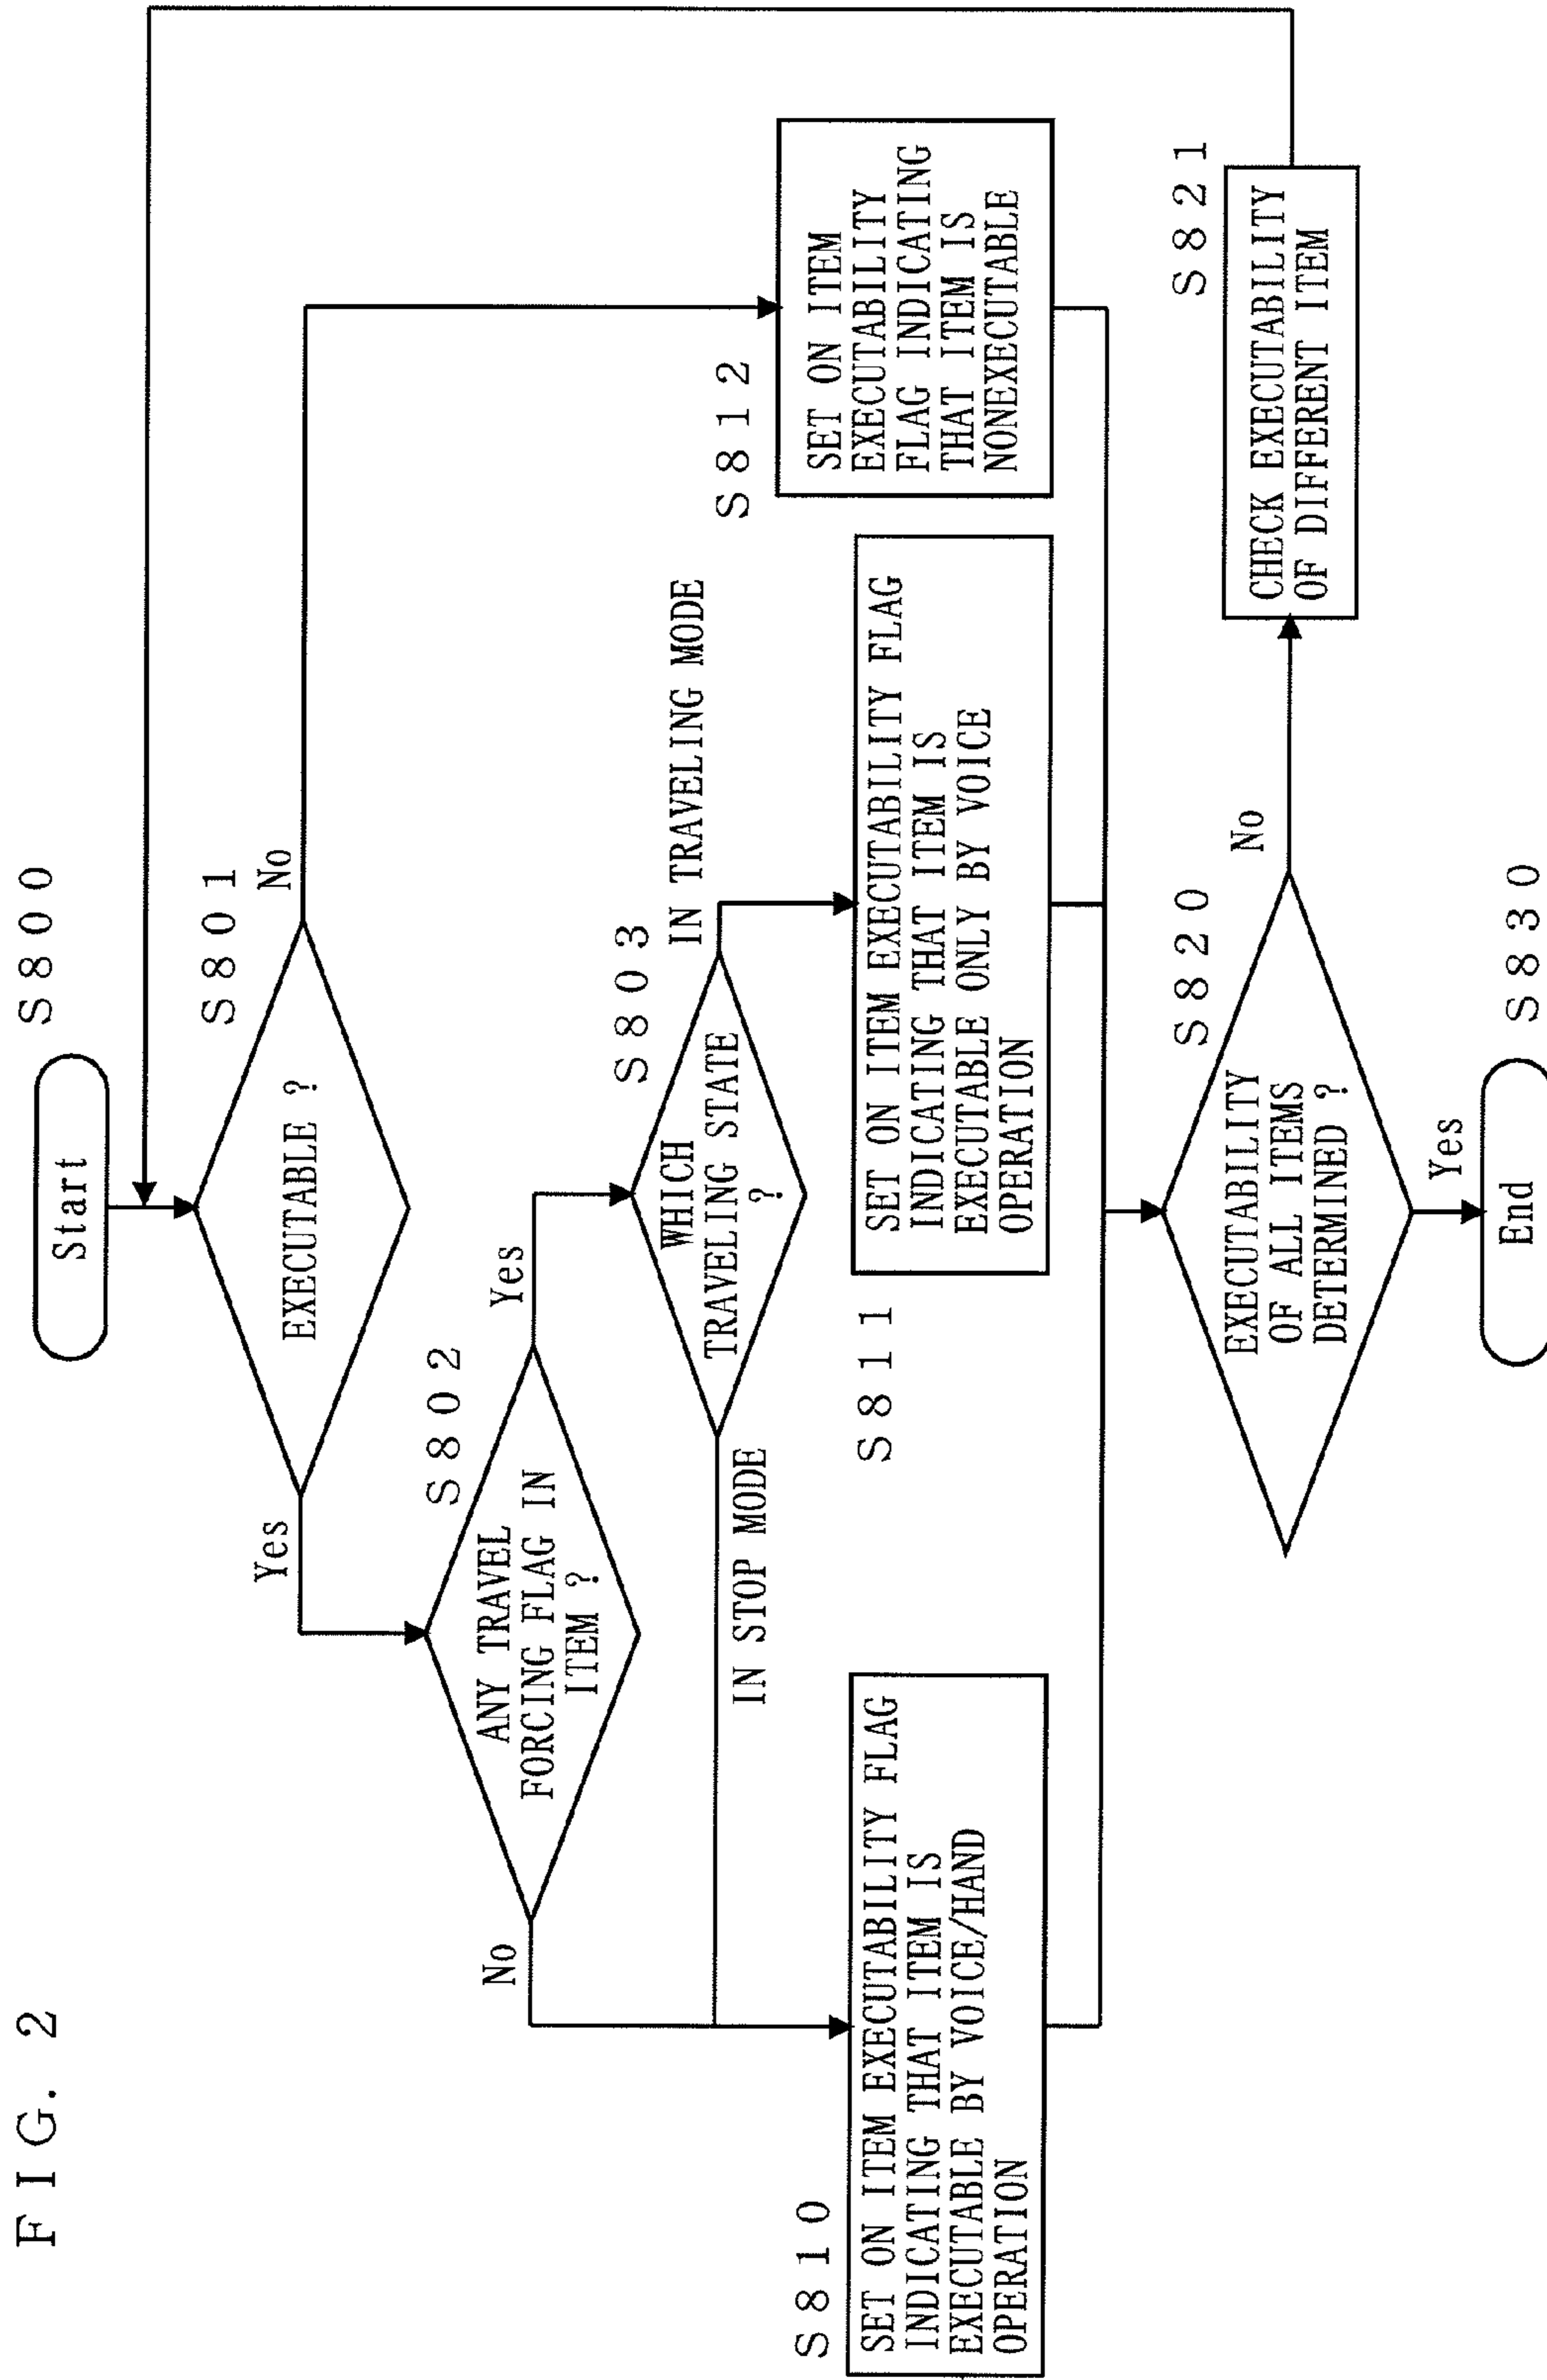 FIG. 2
Start
S800
EXECUTABLE ?
S801
Yes
No
ANY TRAVEL
FORCING FLAG IN
ITEM ?
S802
No
Yes
WHICH
TRAVELING STATE
?
S803
IN STOP MODE
IN TRAVELING MODE
S810
SET ON ITEM EXECUTABILITY FLAG
INDICATING THAT ITEM IS
EXECUTABLE BY VOICE/HAND
OPERATION
S811
SET ON ITEM EXECUTABILITY FLAG
INDICATING THAT ITEM IS
EXECUTABLE ONLY BY VOICE
OPERATION
S812
SET ON ITEM
EXECUTABILITY
FLAG INDICATING
THAT ITEM IS
NONEXECUTABLE
EXECUTABILITY
OF ALL ITEMS
DETERMINED ?
S820
No
Yes
CHECK EXECUTABILITY
OF DIFFERENT ITEM
S821
End
S830